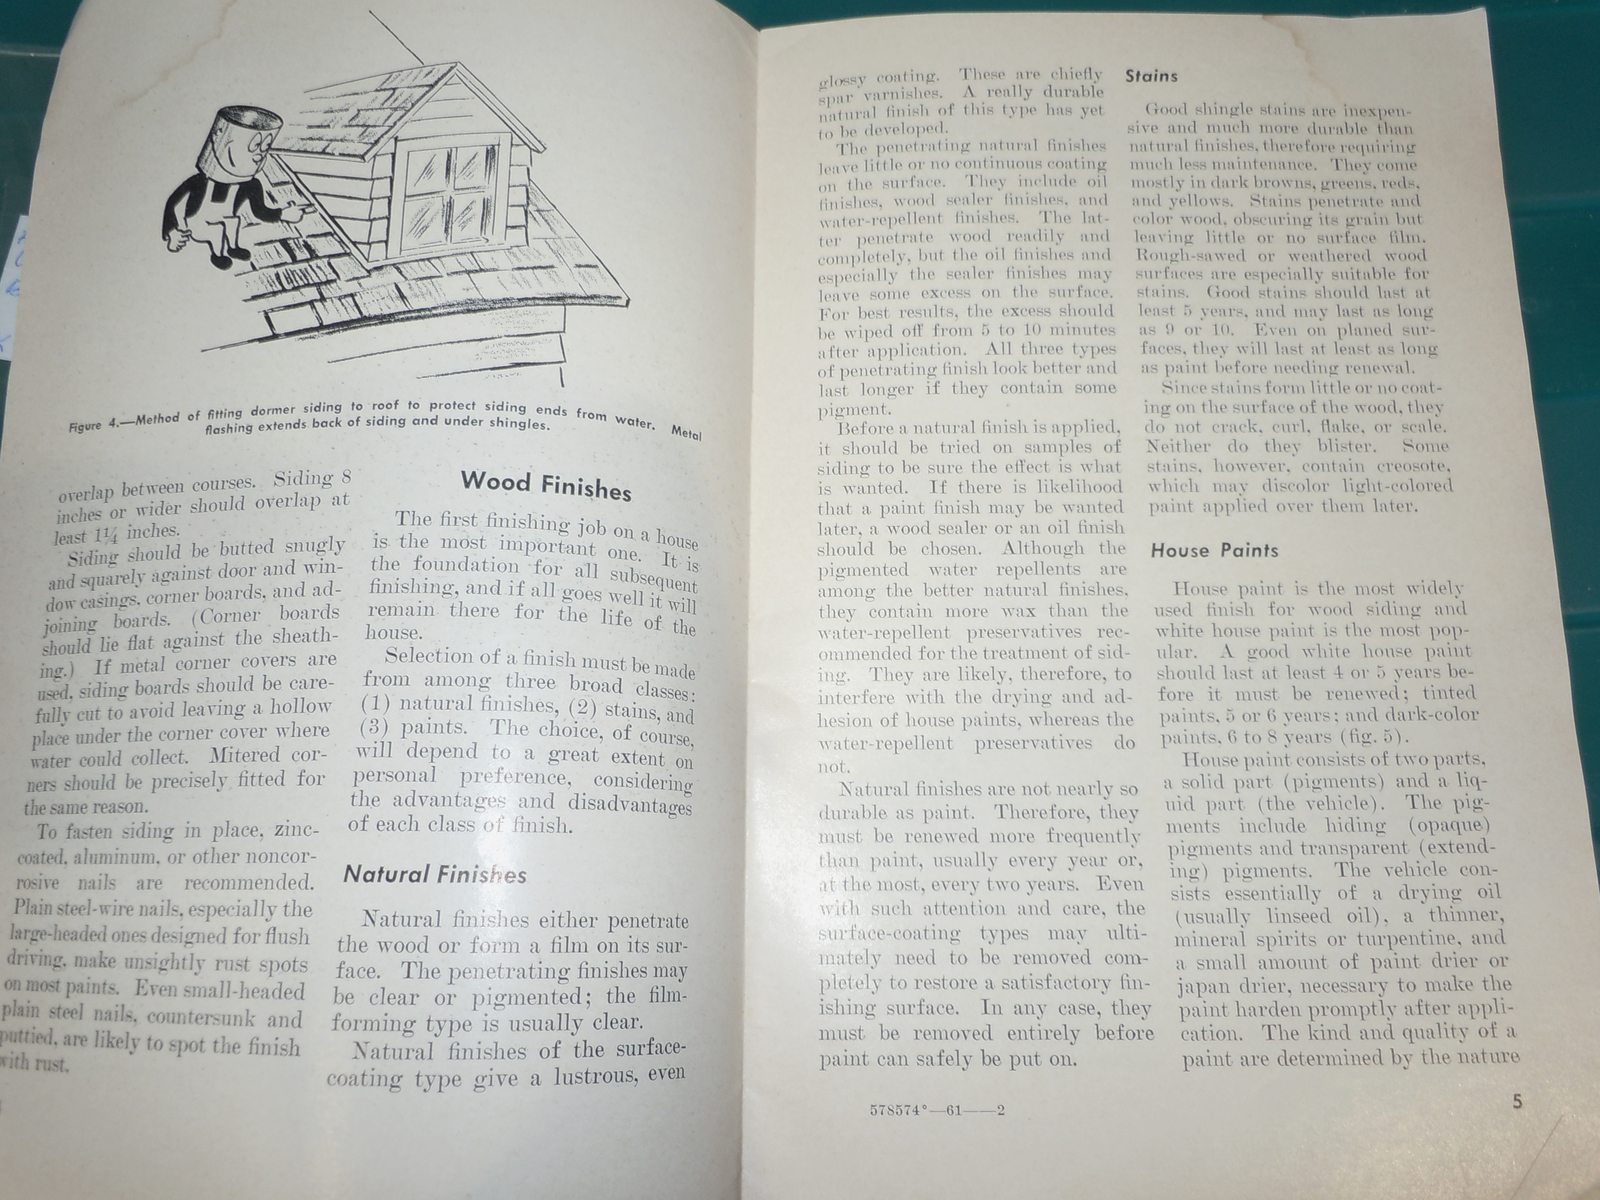 Figure 4.—Method of fitting dormer siding to roof to protect siding ends from water. Metal
flashing extends back of siding and under shingles.
overlap between courses. Siding 8
inches or wider should overlap at
least 1¼ inches.
Siding should be butted snugly
and squarely against door and win-
dow casings, corner boards, and ad-
joining boards. (Corner boards
should lie flat against the sheath-
ing.) If metal corner covers are
used, siding boards should be care-
fully cut to avoid leaving a hollow
place under the corner cover where
water could collect. Mitered cor-
ners should be precisely fitted for
the same reason.
To fasten siding in place, zinc-
coated, aluminum, or other noncor-
rosive nails are recommended.
Plain steel-wire nails, especially the
large-headed ones designed for flush
driving, make unsightly rust spots
on most paints. Even small-headed
plain steel nails, countersunk and
puttied, are likely to spot the finish
with rust.
Wood Finishes
The first finishing job on a house
is the most important one. It is
the foundation for all subsequent
finishing, and if all goes well it will
remain there for the life of the
house.
Selection of a finish must be made
from among three broad classes:
(1) natural finishes, (2) stains, and
(3) paints. The choice, of course,
will depend to a great extent on
personal preference, considering
the advantages and disadvantages
of each class of finish.
Natural Finishes
Natural finishes either penetrate
the wood or form a film on its sur-
face. The penetrating finishes may
be clear or pigmented; the film-
forming type is usually clear.
Natural finishes of the surface-
coating type give a lustrous, even
glossy coating. These are chiefly
spar varnishes. A really durable
natural finish of this type has yet
to be developed.
The penetrating natural finishes
leave little or no continuous coating
on the surface. They include oil
finishes, wood sealer finishes, and
water-repellent finishes. The lat-
ter penetrate wood readily and
completely, but the oil finishes and
especially the sealer finishes may
leave some excess on the surface.
For best results, the excess should
be wiped off from 5 to 10 minutes
after application. All three types
of penetrating finish look better and
last longer if they contain some
pigment.
Before a natural finish is applied,
it should be tried on samples of
siding to be sure the effect is what
is wanted. If there is likelihood
that a paint finish may be wanted
later, a wood sealer or an oil finish
should be chosen. Although the
pigmented water repellents are
among the better natural finishes,
they contain more wax than the
water-repellent preservatives rec-
ommended for the treatment of sid-
ing. They are likely, therefore, to
interfere with the drying and ad-
hesion of house paints, whereas the
water-repellent preservatives do
not.
Natural finishes are not nearly so
durable as paint. Therefore, they
must be renewed more frequently
than paint, usually every year or,
at the most, every two years. Even
with such attention and care, the
surface-coating types may ulti-
mately need to be removed com-
pletely to restore a satisfactory fin-
ishing surface. In any case, they
must be removed entirely before
paint can safely be put on.
Stains
Good shingle stains are inexpen-
sive and much more durable than
natural finishes, therefore requiring
much less maintenance. They come
mostly in dark browns, greens, reds,
and yellows. Stains penetrate and
color wood, obscuring its grain but
leaving little or no surface film.
Rough-sawed or weathered wood
surfaces are especially suitable for
stains. Good stains should last at
least 5 years, and may last as long
as 9 or 10. Even on planed sur-
faces, they will last at least as long
as paint before needing renewal.
Since stains form little or no coat-
ing on the surface of the wood, they
do not crack, curl, flake, or scale.
Neither do they blister. Some
stains, however, contain creosote,
which may discolor light-colored
paint applied over them later.
House Paints
House paint is the most widely
used finish for wood siding and
white house paint is the most pop-
ular. A good white house paint
should last at least 4 or 5 years be-
fore it must be renewed; tinted
paints, 5 or 6 years; and dark-color
paints, 6 to 8 years (fig. 5).
House paint consists of two parts,
a solid part (pigments) and a liq-
uid part (the vehicle). The pig-
ments include hiding (opaque)
pigments and transparent (extend-
ing) pigments. The vehicle con-
sists essentially of a drying oil
(usually linseed oil), a thinner,
mineral spirits or turpentine, and
a small amount of paint drier or
japan drier, necessary to make the
paint harden promptly after appli-
cation. The kind and quality of a
paint are determined by the nature
578574°—61——2
5